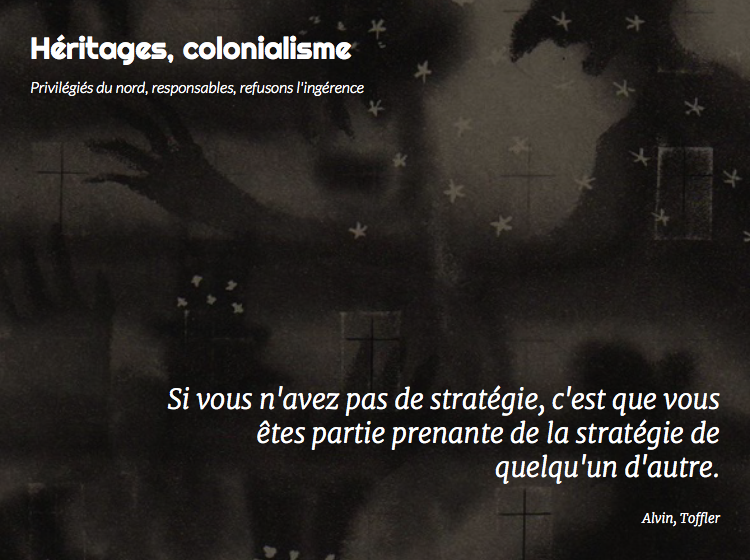 Héritages, colonialisme
Privilégiés du nord, responsables, refusons l'ingérence
Si vous n'avez pas de stratégie, c'est que vous
êtes partie prenante de la stratégie de
quelqu'un d'autre.
Alvin, Toffler